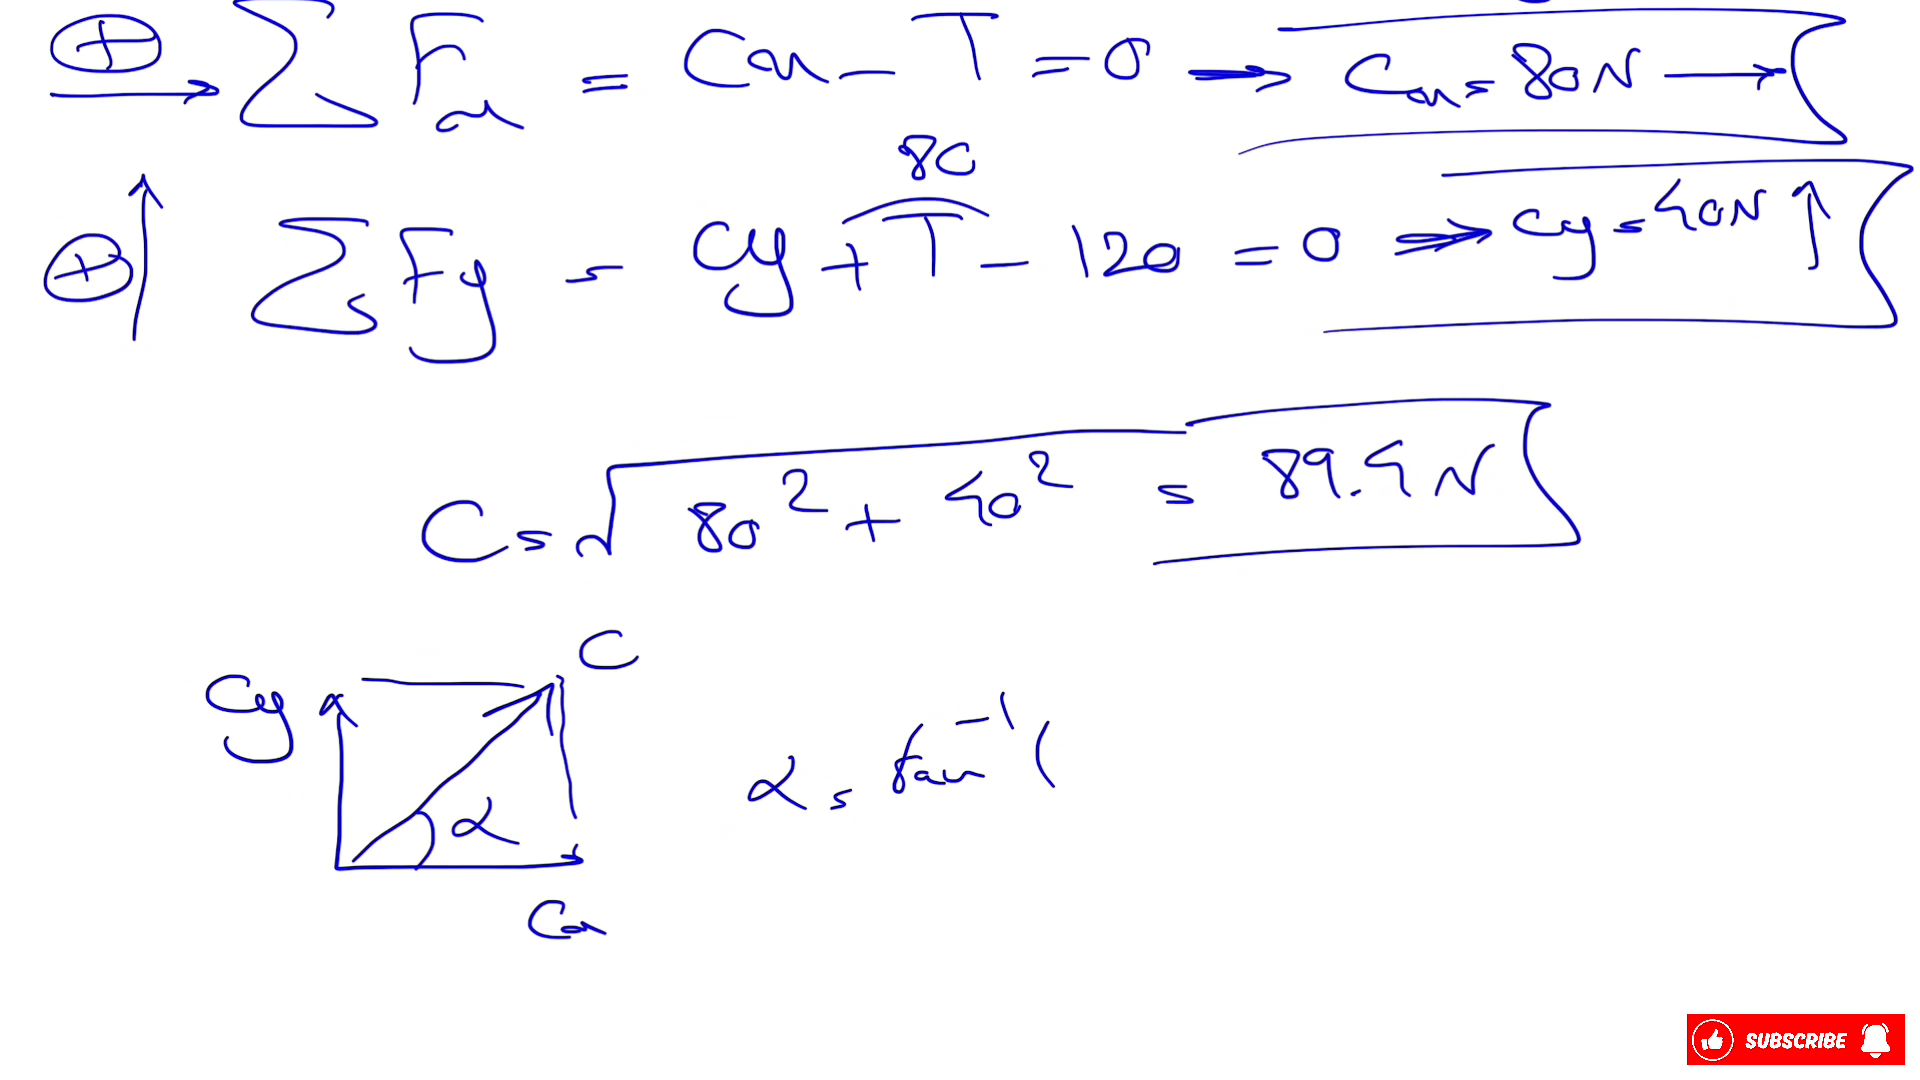 ⊕→ ∑Fx = Cx - T = 0 ⇒ Cx = 80N →
80
⊕↑ ∑Fy = Cy + T - 120 = 0 ⇒ Cy = 40N ↑
C = √80² + 40² = 89.4N
C
Cy
α = tan⁻¹(
α
Cx
SUBSCRIBE